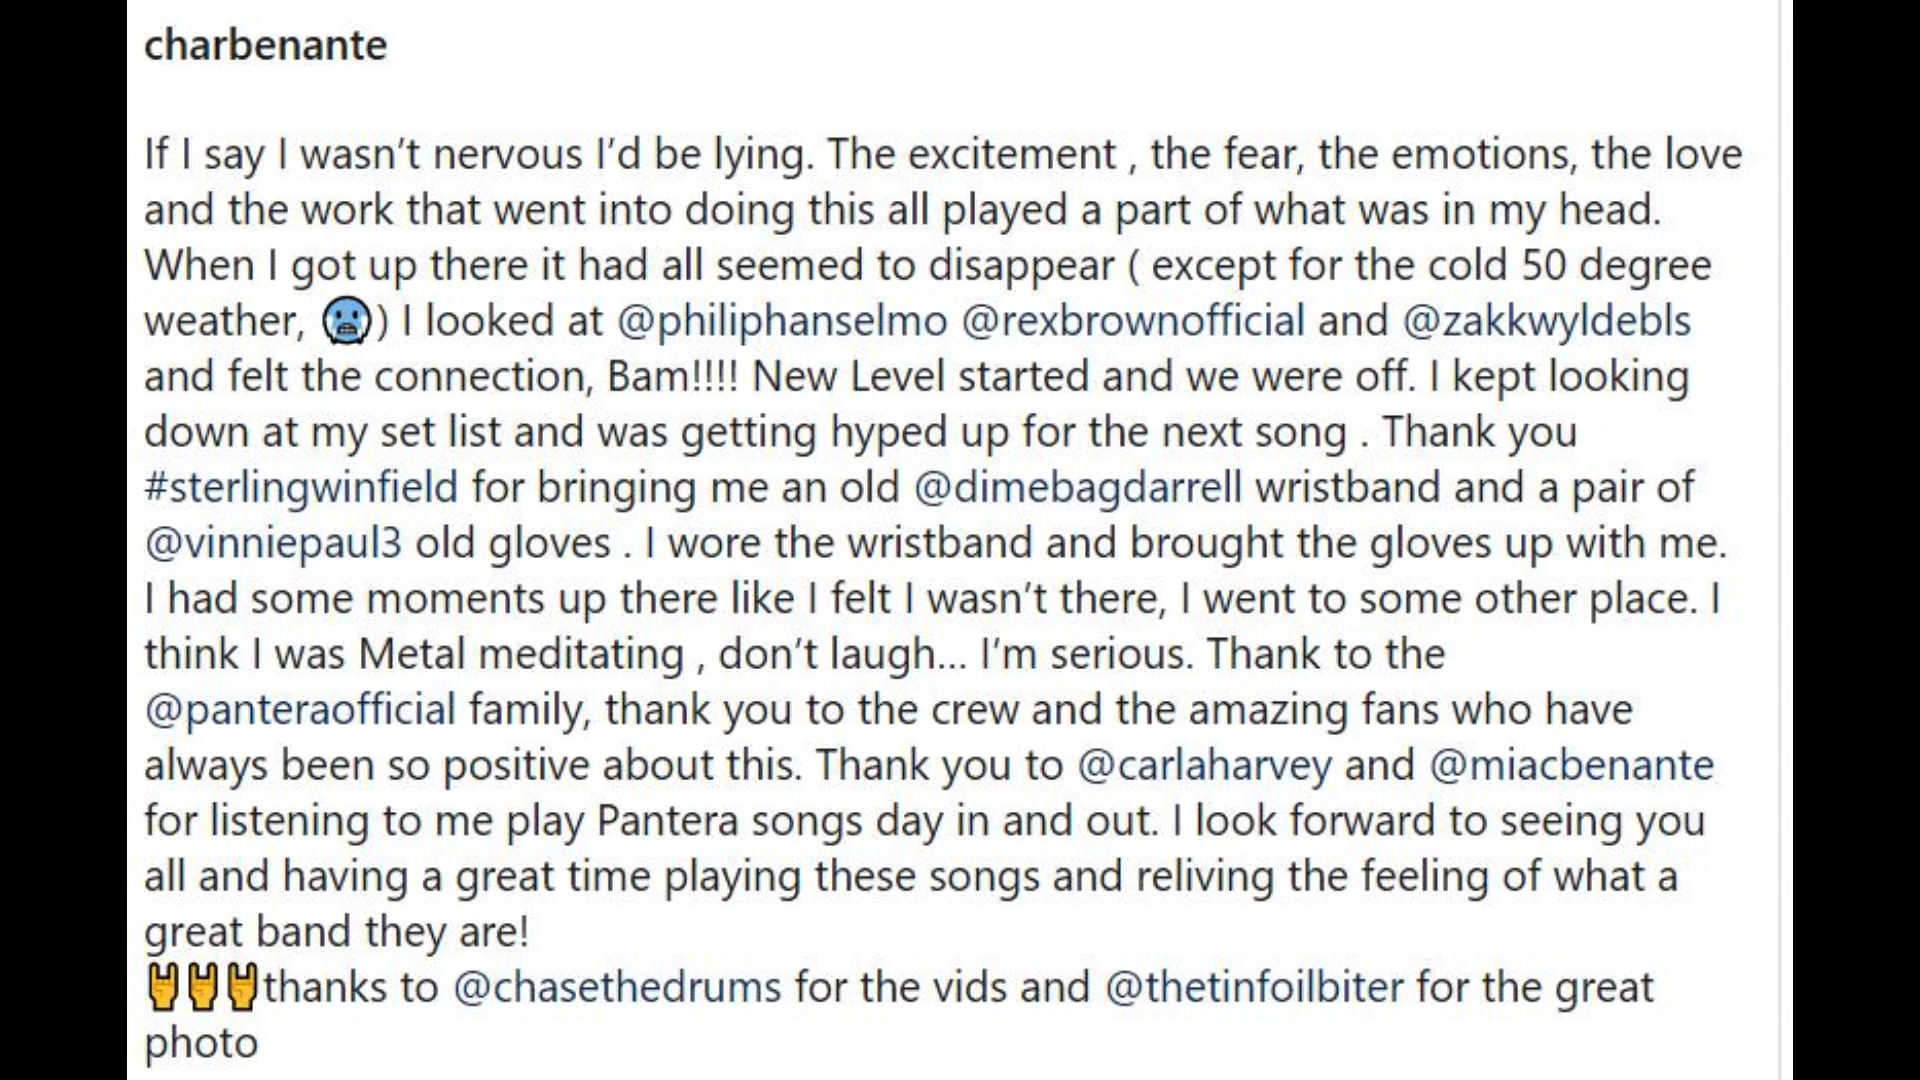 charbenante
If I say I wasn’t nervous I’d be lying. The excitement , the fear, the emotions, the love
and the work that went into doing this all played a part of what was in my head.
When I got up there it had all seemed to disappear ( except for the cold 50 degree
weather, 🥶) I looked at @philiphanselmo @rexbrownofficial and @zakkwyldebls
and felt the connection, Bam!!!! New Level started and we were off. I kept looking
down at my set list and was getting hyped up for the next song . Thank you
#sterlingwinfield for bringing me an old @dimebagdarrell wristband and a pair of
@vinniepaul3 old gloves . I wore the wristband and brought the gloves up with me.
I had some moments up there like I felt I wasn’t there, I went to some other place. I
think I was Metal meditating , don’t laugh… I’m serious. Thank to the
@panteraofficial family, thank you to the crew and the amazing fans who have
always been so positive about this. Thank you to @carlaharvey and @miacbenante
for listening to me play Pantera songs day in and out. I look forward to seeing you
all and having a great time playing these songs and reliving the feeling of what a
great band they are!
🤘🤘🤘thanks to @chasethedrums for the vids and @thetinfoilbiter for the great
photo